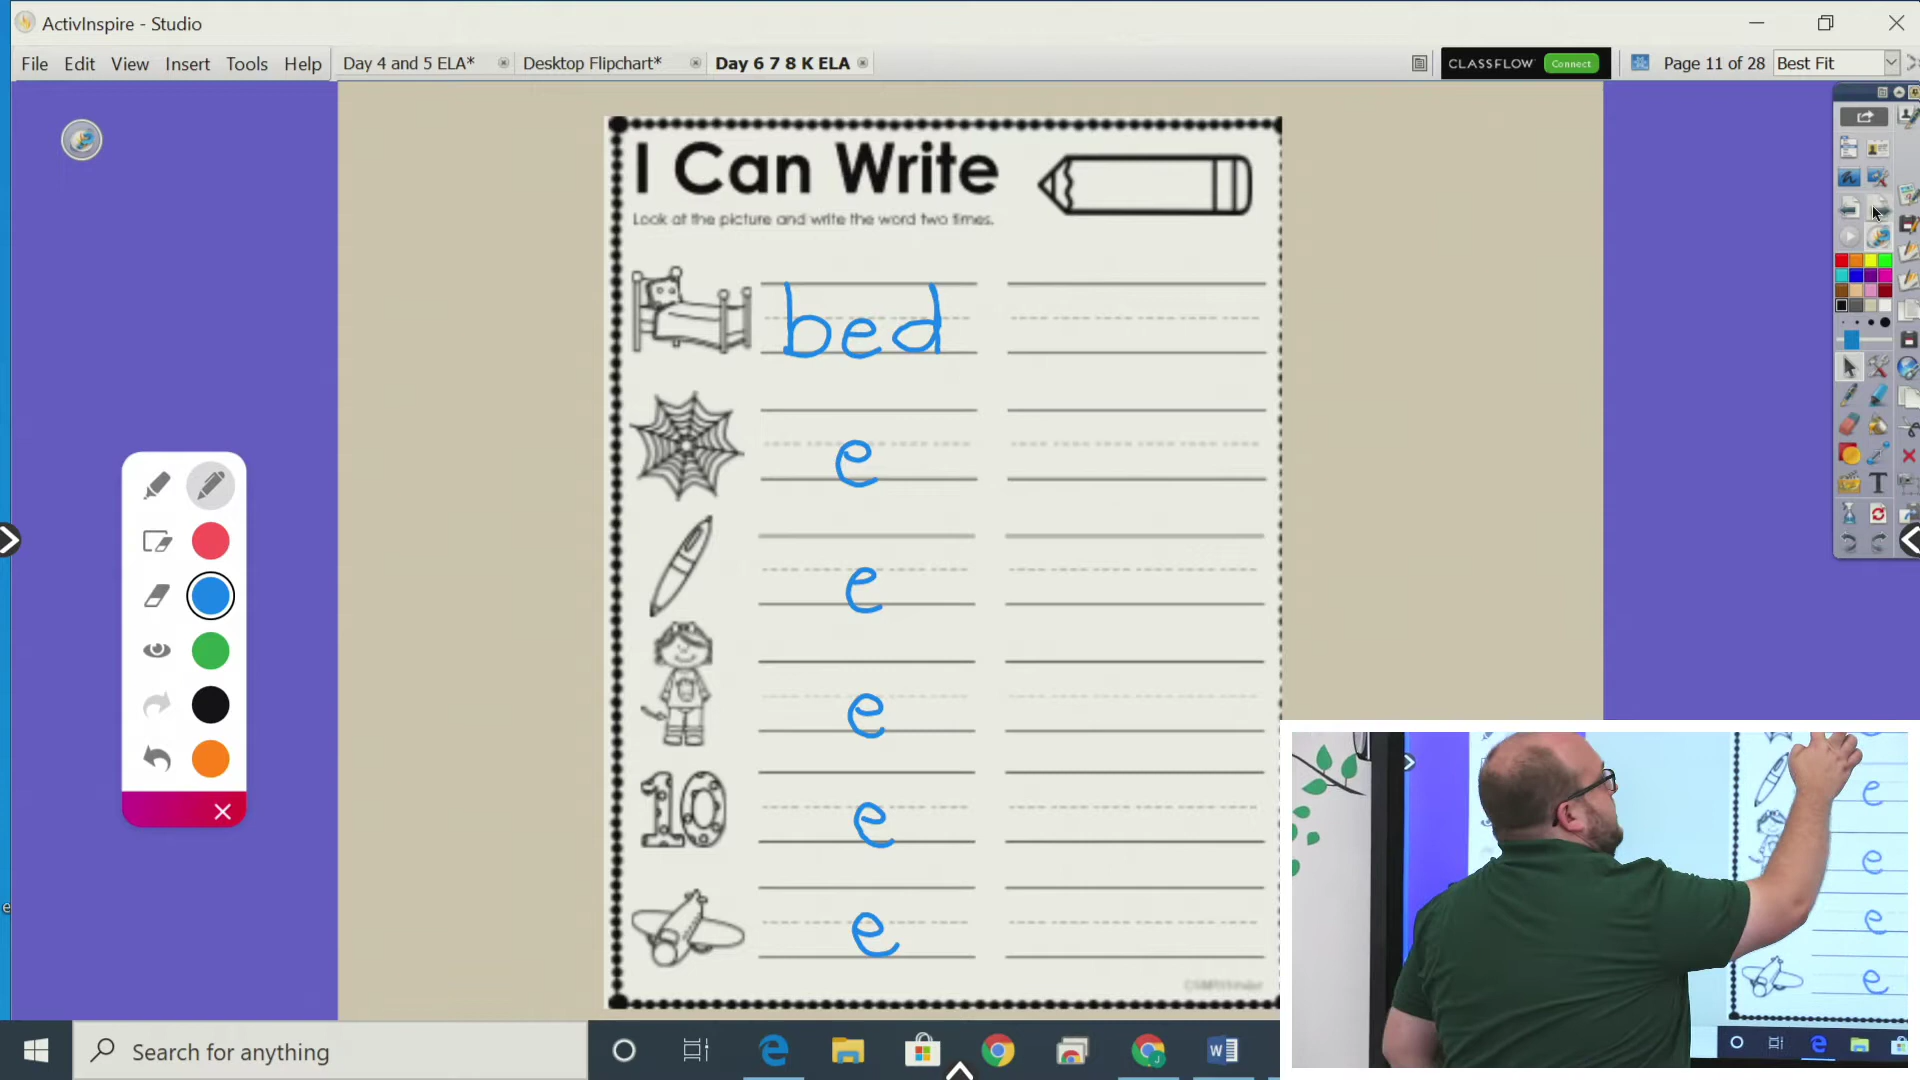 ActivInspire - Studio
File Edit View Insert Tools Help
Day 4 and 5 ELA* Desktop Flipchart* Day 6 7 8 K ELA
CLASSFLOW Connect
Page 11 of 28 Best Fit
I Can Write
Look at the picture and write the word two times.
bed
e
e
e
10 e
e
Search for anything
e
e
e
e